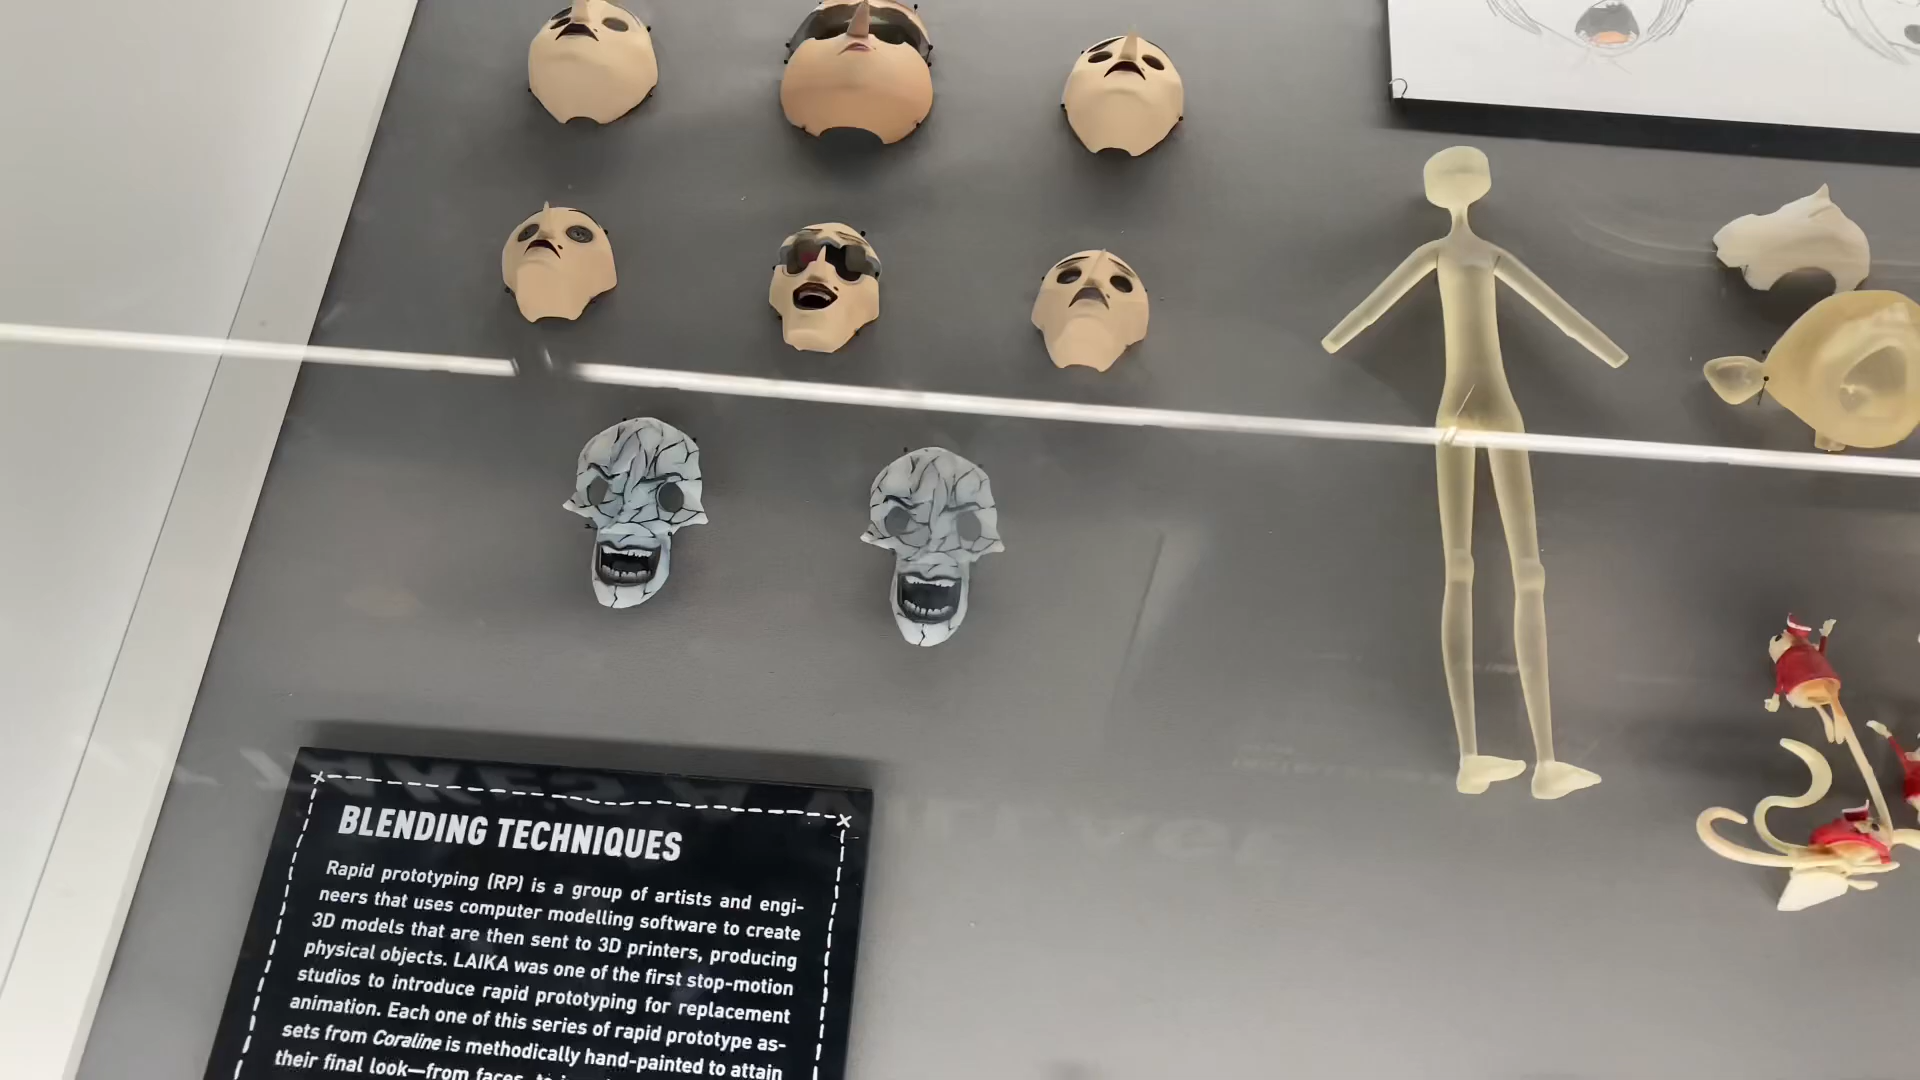 BLENDING TECHNIQUES
Rapid prototyping (RP) is a group of artists and engi-
neers that uses computer modelling software to create
3D models that are then sent to 3D printers, producing
physical objects. LAIKA was one of the first stop-motion
studios to introduce rapid prototyping for replacement
animation. Each one of this series of rapid prototype as-
sets from Coraline is methodically hand-painted to attain
their final look—from faces, to